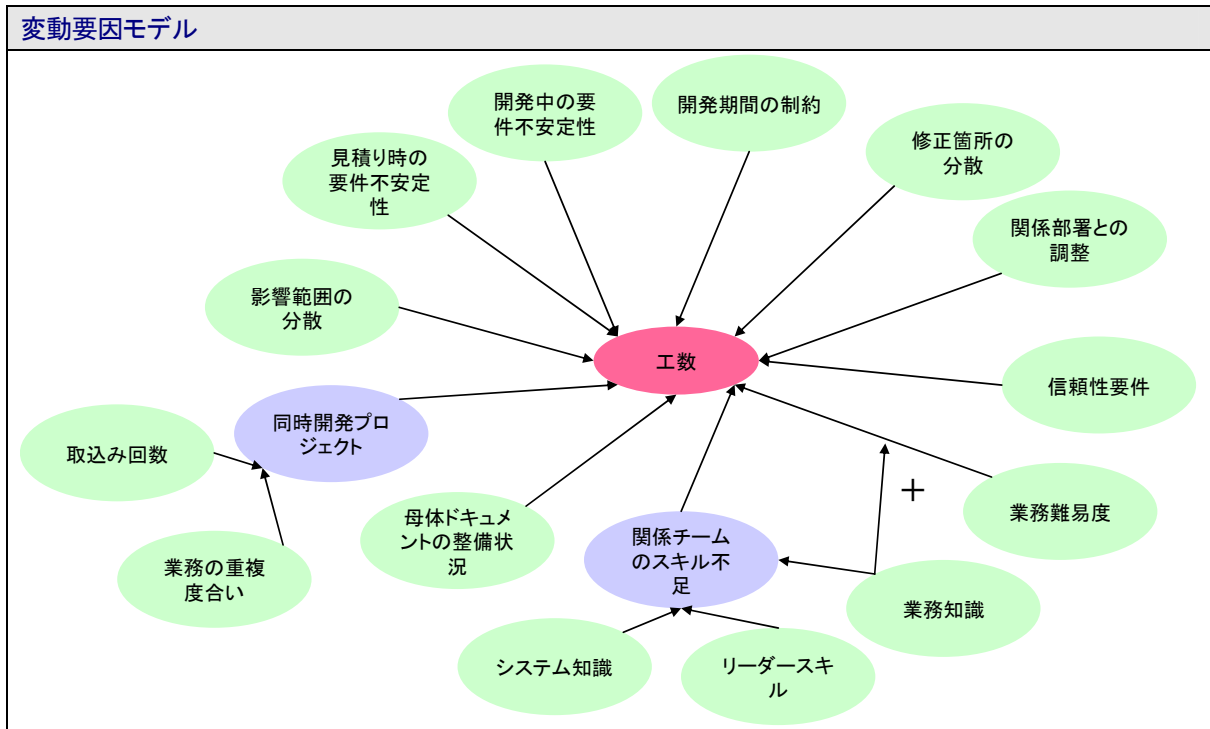 変動要因モデル
開発中の要
件不安定性
開発期間の制約
見積り時の
要件不安定
性
修正箇所の
分散
関係部署との
調整
影響範囲の
分散
工数
信頼性要件
同時開発プロ
ジェクト
取込み回数
業務の重複
度合い
母体ドキュメ
ントの整備状
況
関係チーム
のスキル不
足
＋
業務難易度
業務知識
システム知識
リーダースキ
ル